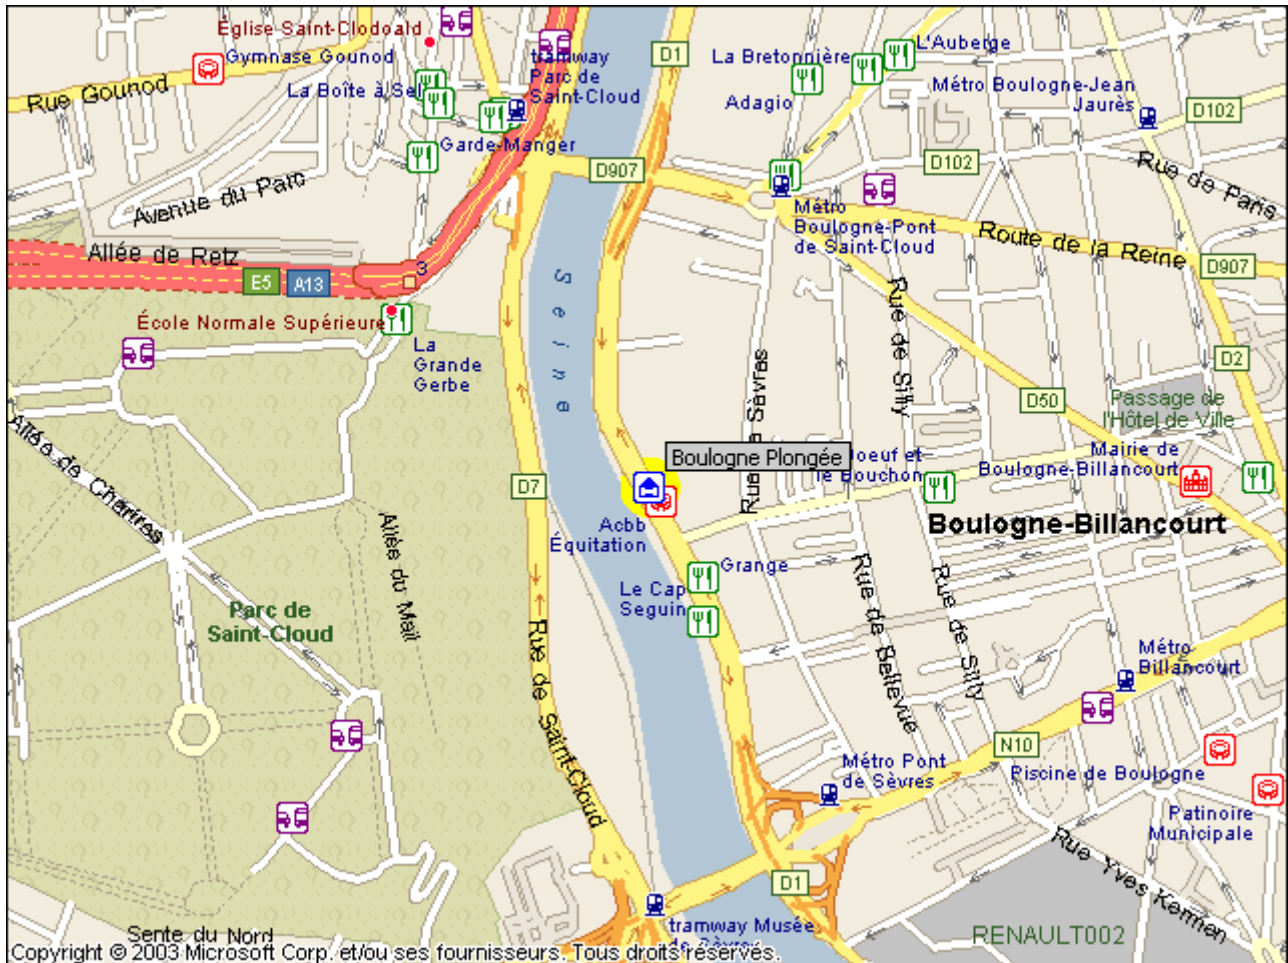 Église Saint-Clodoald
Gymnase Gounod
tramway
Parc de
Saint-Cloud
D1
La Bretonnière
L'Auberge
Adagio
Métro Boulogne-Jean
Jaurès
D102
Rue Gounod
La Boîte à Sel
Garde-Manger
D907
D102
Rue de Paris
Avenue du Parc
Métro
Boulogne-Pont
de Saint-Cloud
Route de la Reine
D907
Allée de Retz
E5
A13
3
Seine
Rue de Silly
École Normale Supérieure
La
Grande
Gerbe
D2
D50
Passage de
l'Hôtel de Ville
Allée de Chartres
Boulogne Plongée
Sèvres
et
le Bouchon
Mairie de
Boulogne-Billancourt
D7
Acbb
Équitation
Boulogne-Billancourt
Allée du Mail
Grange
Le Cap
Seguin
Rue de Bellevue
Rue de Silly
Parc de
Saint-Cloud
Rue de Saint-Cloud
Métro
Billancourt
N10
Métro Pont
de Sèvres
Piscine de Boulogne
Patinoire
Municipale
Rue Yves Kermen
D1
tramway Musée
de Sèvres
RENAULT002
Sente du Nord
Copyright © 2003 Microsoft Corp. et/ou ses fournisseurs. Tous droits réservés.